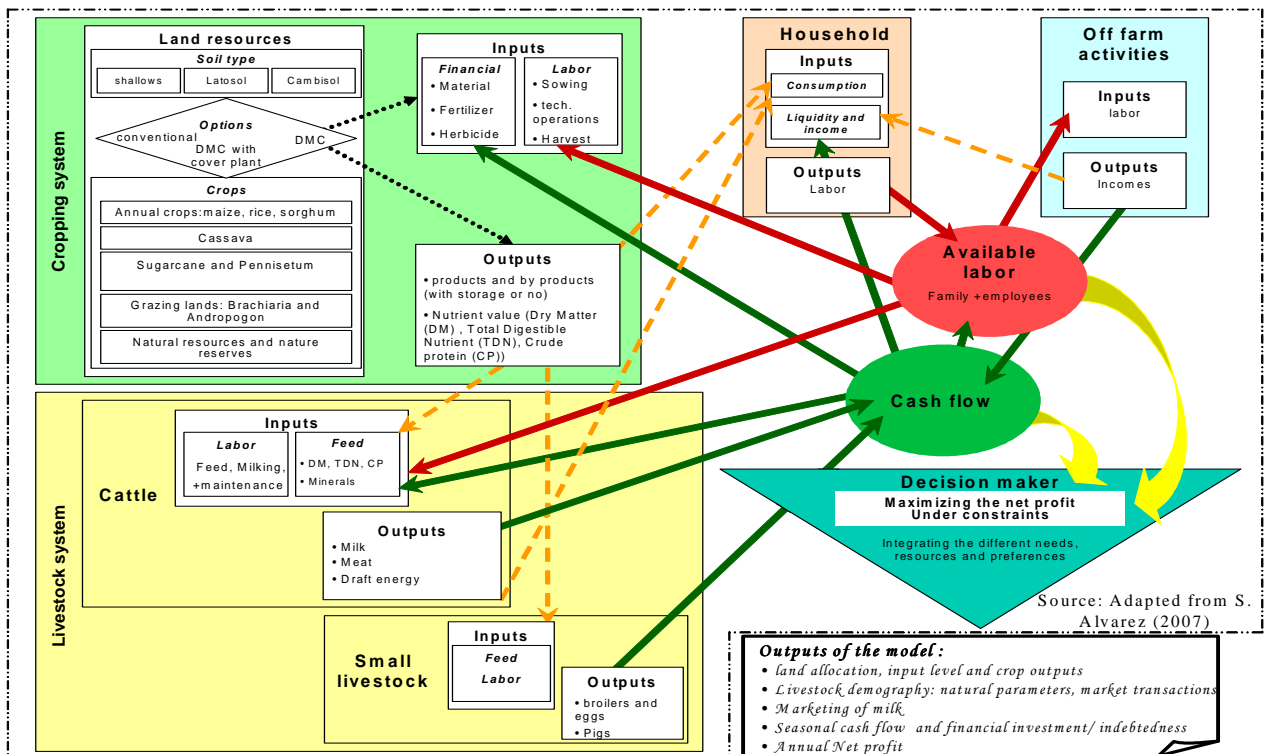 Cropping system
Land resources
Soil type
shallows
Latosol
Cambisol
Options
conventional
DMC
DMC with
cover plant
Crops
Annual crops:maize, rice, sorghum
Cassava
Sugarcane and Pennisetum
Grazing lands: Brachiaria and
Andropogon
Natural resources and nature
reserves
Inputs
Financial
• Material
• Fertilizer
• Herbicide
Labor
• Sowing
• tech.
operations
• Harvest
Outputs
• products and by products
(with storage or no)
• Nutrient value (Dry Matter
(DM) , Total Digestible
Nutrient (TDN), Crude
protein (CP))
Household
Inputs
Consumption
Liquidity and
income
Outputs
Labor
Off farm
activities
Inputs
labor
Outputs
Incomes
Available
labor
Family +employees
Cash flow
Decision maker
Maximizing the net profit
Under constraints
Integrating the different needs,
resources and preferences
Livestock system
Cattle
Inputs
Labor
Feed, Milking,
+maintenance
Feed
• DM, TDN, CP
• Minerals
Outputs
• Milk
• Meat
• Draft energy
Small
livestock
Inputs
Feed
Labor
Outputs
• broilers and
eggs
• Pigs
Source: Adapted from S.
Alvarez (2007)
Outputs of the model :
• land allocation, input level and crop outputs
• Livestock demography: natural parameters, market transactions
• Marketing of milk
• Seasonal cash flow and financial investment/ indebtedness
• Annual Net profit